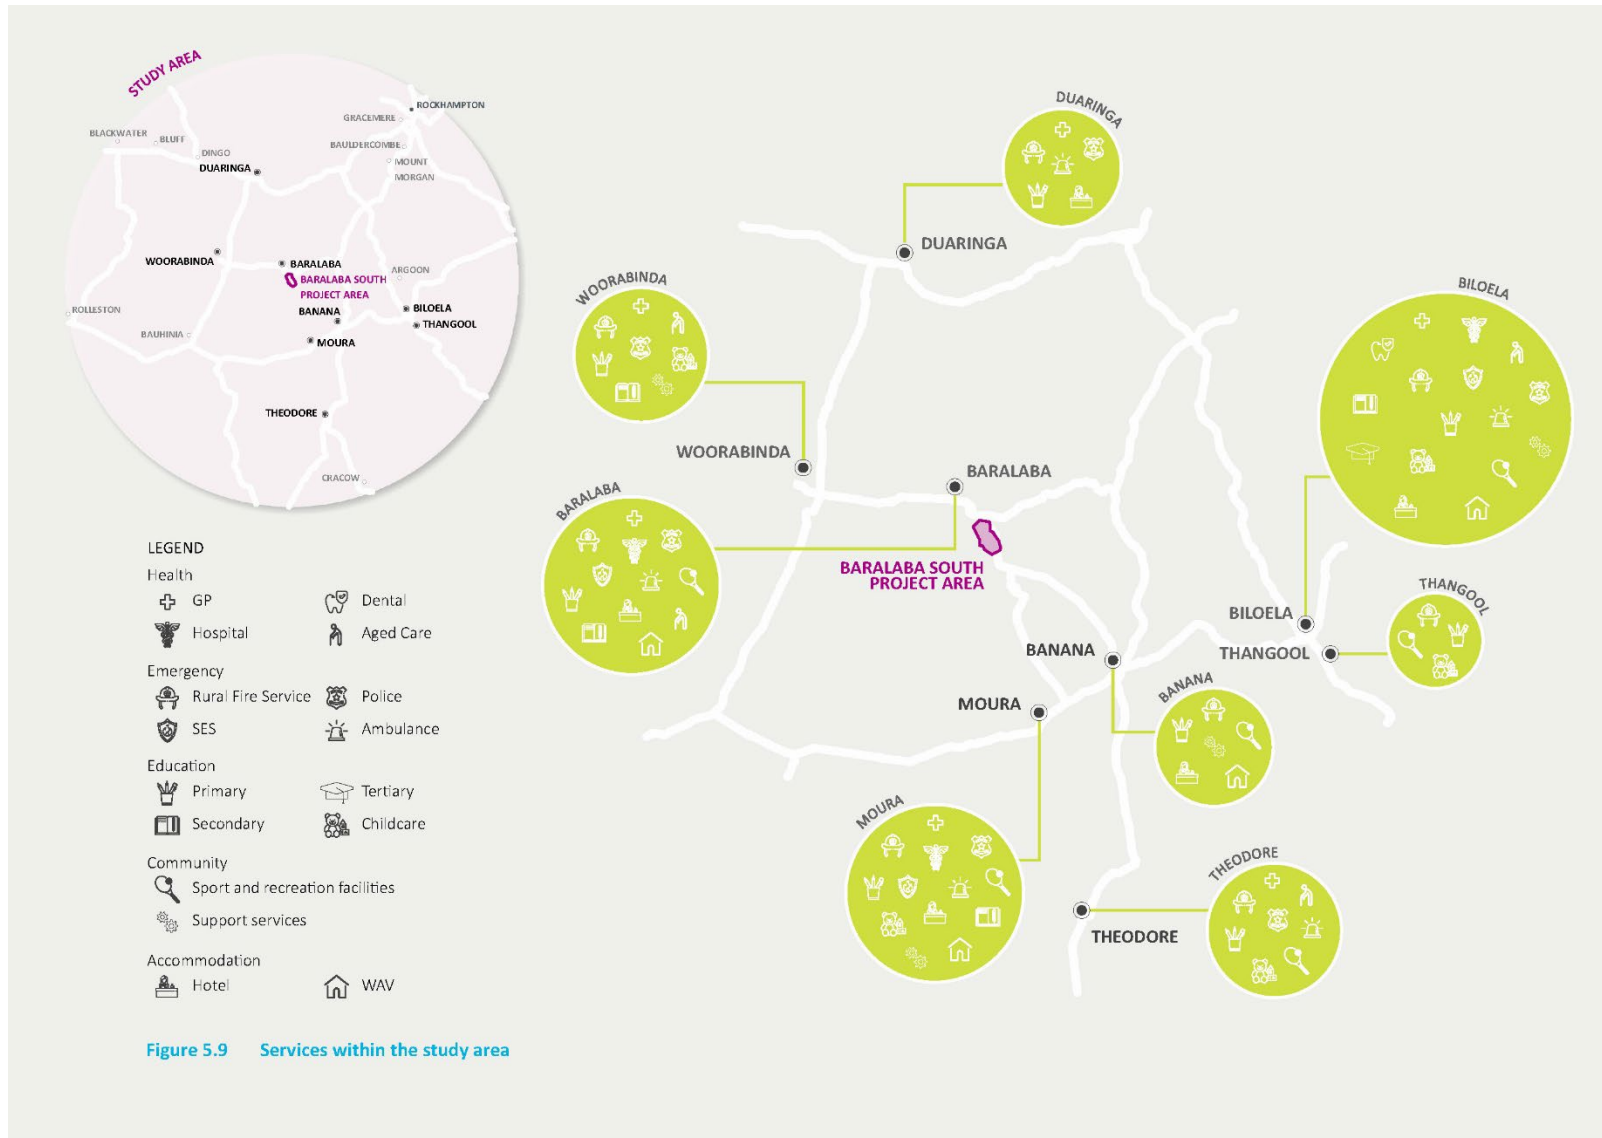 STUDY AREA
ROCKHAMPTON
GRACEMERE
BLACKWATER
BLUFF
BAULDERCOMBE
DINGO
MOUNT
MORGAN
DUARINGA
WOORABINDA
BARALABA
ARGOON
BARALABA SOUTH
PROJECT AREA
ROLLESTON
BANANA
BILOELA
THANGOOL
BAUHINIA
MOURA
THEODORE
CRACOW
DUARINGA
DUARINGA
WOORABINDA
WOORABINDA
BILOELA
BARALABA
BARALABA
BARALABA SOUTH
PROJECT AREA
THANGOOL
BILOELA
THANGOOL
BANANA
BANANA
MOURA
MOURA
THEODORE
THEODORE
LEGEND
Health
GP
Dental
Hospital
Aged Care
Emergency
Rural Fire Service
Police
SES
Ambulance
Education
Primary
Tertiary
Secondary
Childcare
Community
Sport and recreation facilities
Support services
Accommodation
Hotel
WAV
Figure 5.9 Services within the study area